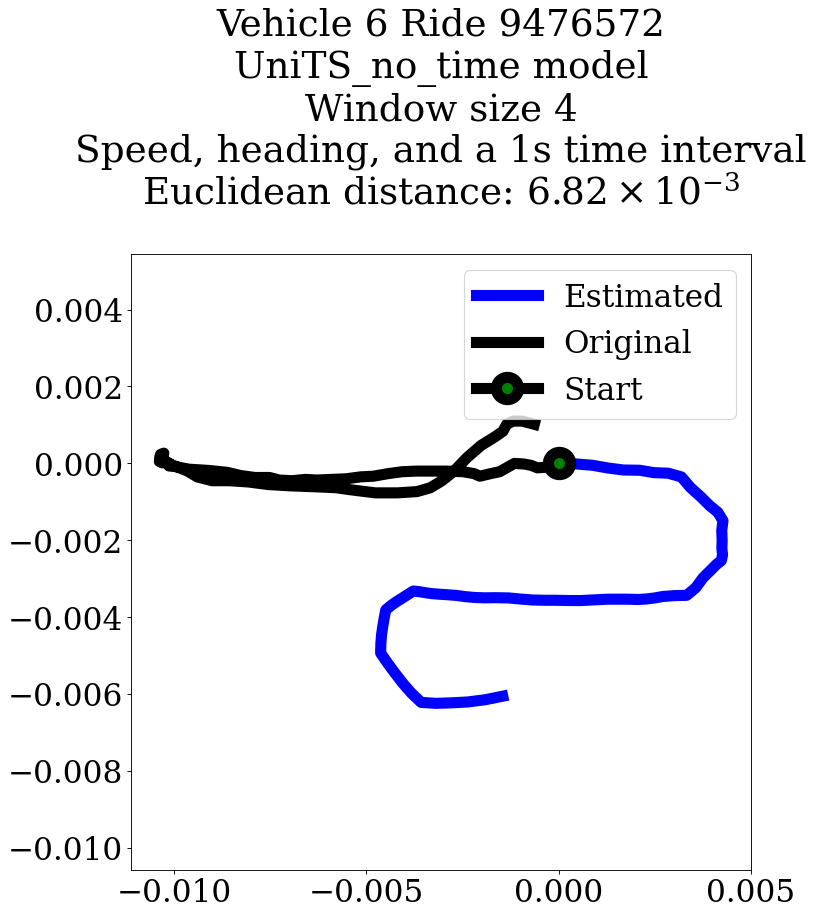 Vehicle 6 Ride 9476572
UniTS_no_time model
Window size 4
Speed, heading, and a 1s time interval
Euclidean distance: 6.82 × 10⁻³
Estimated
Original
Start
0.004
0.002
0.000
−0.002
−0.004
−0.006
−0.008
−0.010
−0.010 −0.005 0.000 0.005